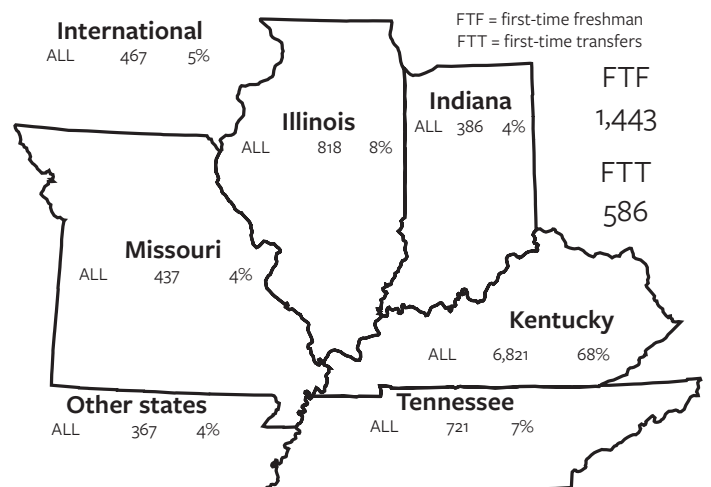 International
ALL 467 5%
FTF = first-time freshman
FTT = first-time transfers
FTF
1,443
FTT
586
Illinois
ALL 818 8%
Indiana
ALL 386 4%
Missouri
ALL 437 4%
Kentucky
ALL 6,821 68%
Other states
ALL 367 4%
Tennessee
ALL 721 7%